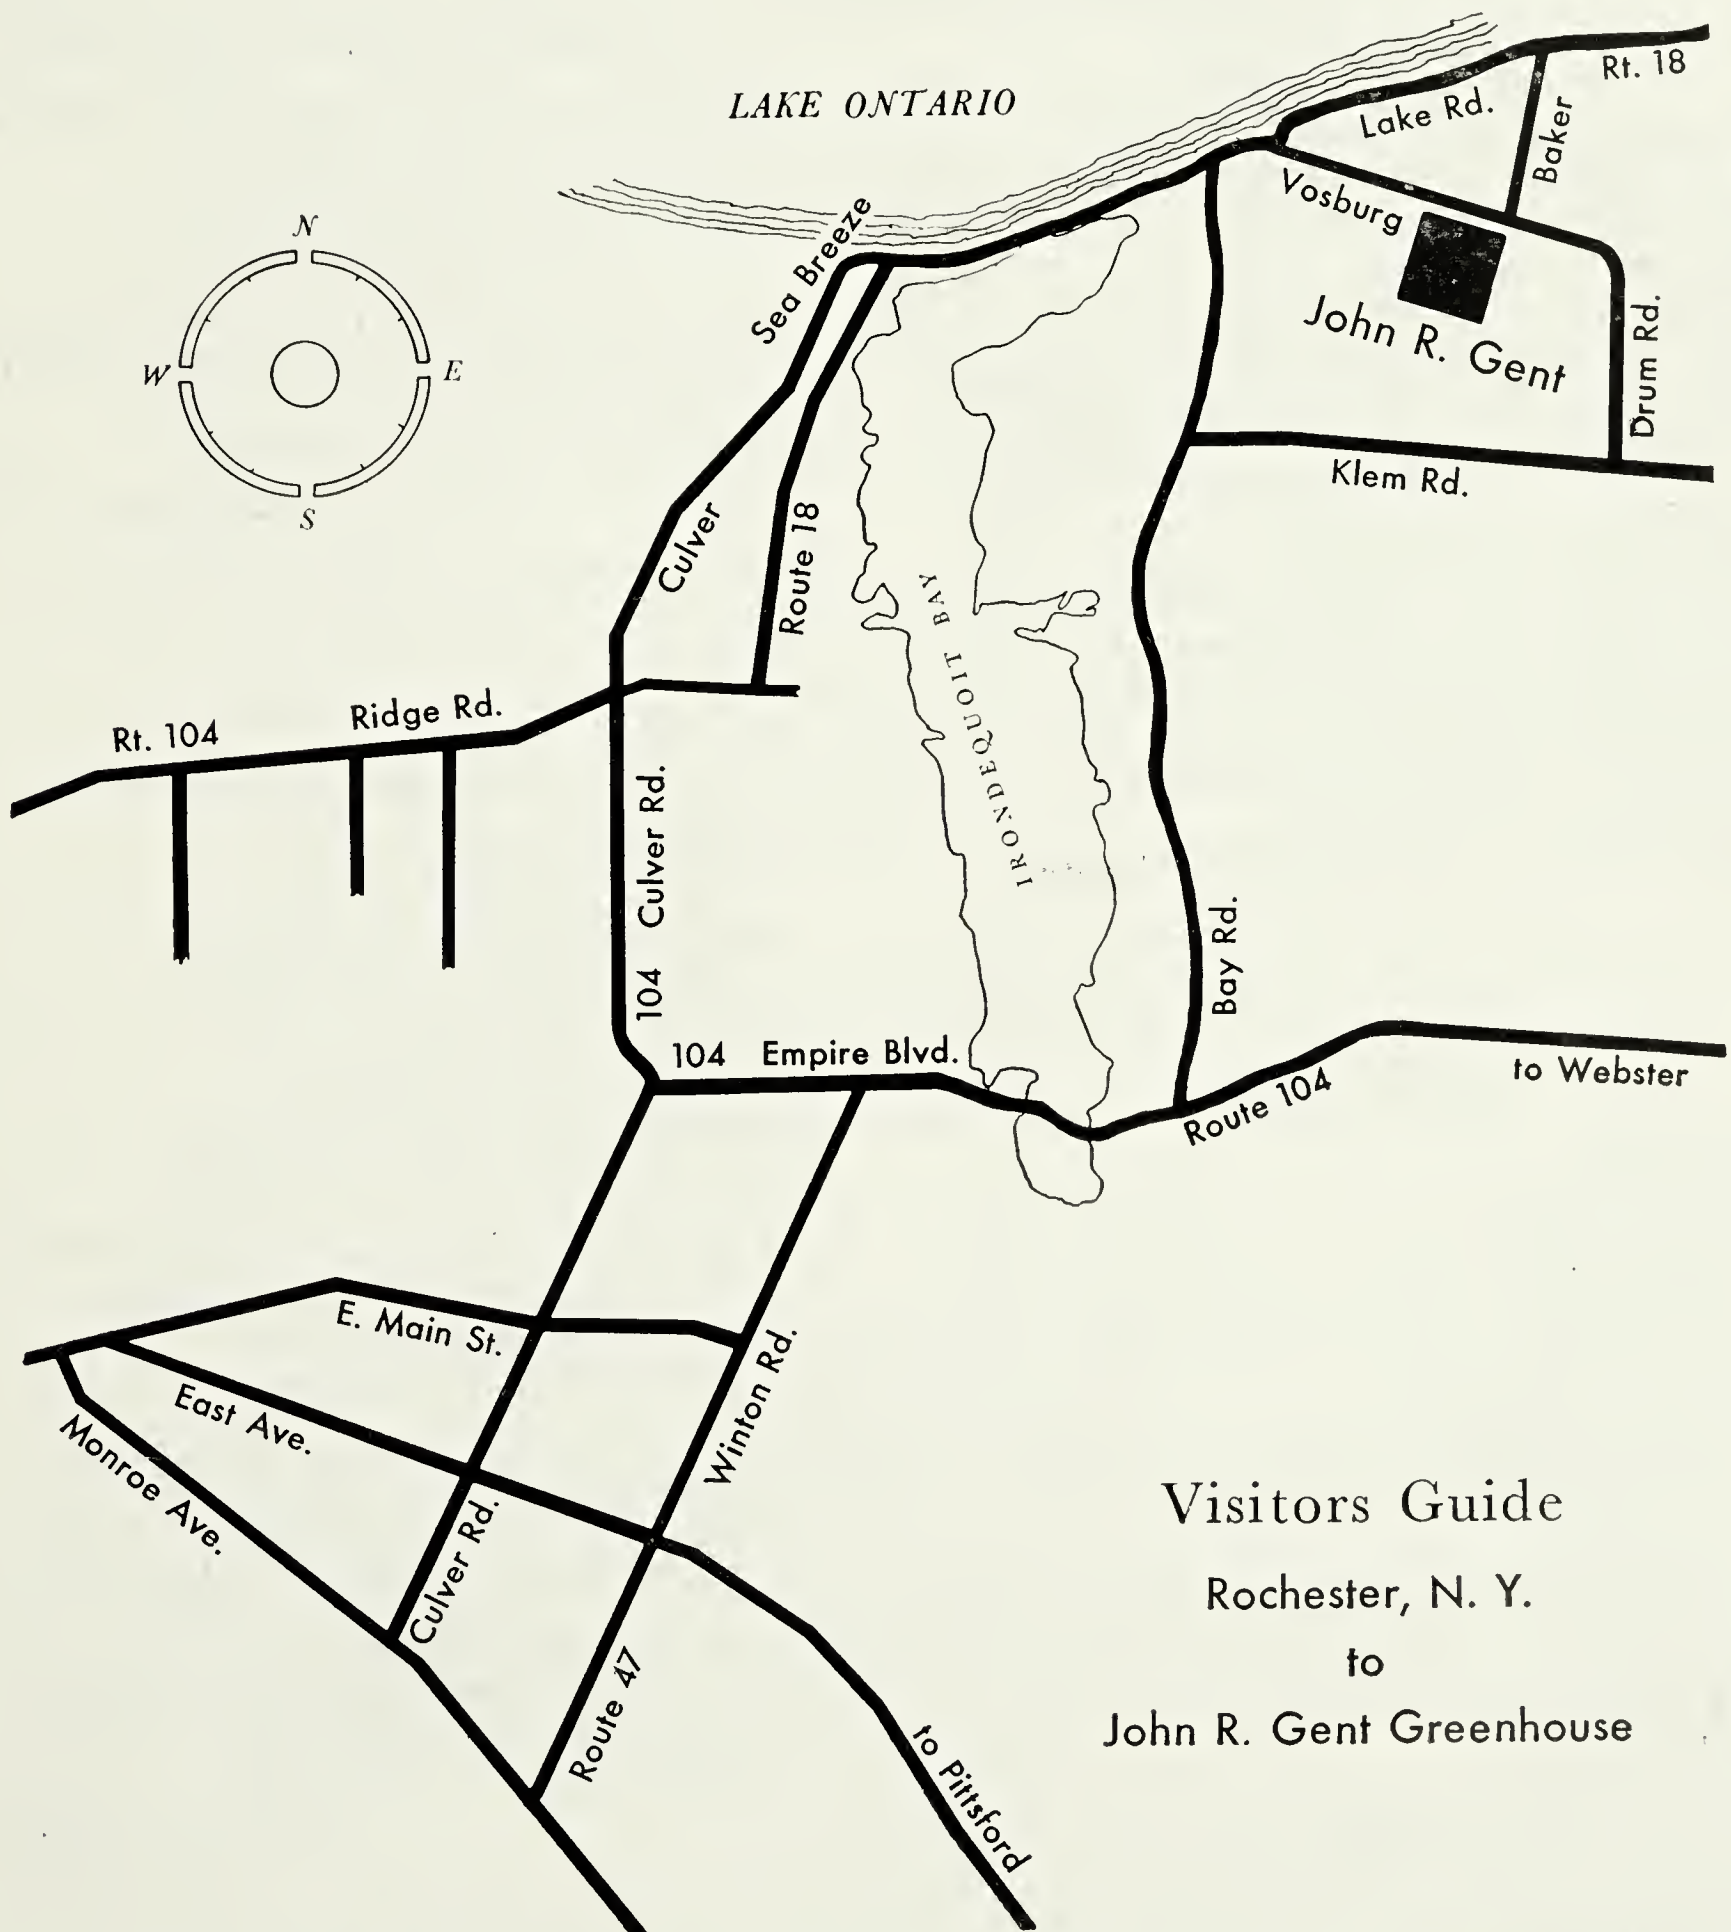 LAKE ONTARIO
Rt. 18
Lake Rd.
Baker
Vosburg
Sea Breeze
N
W
E
S
John R. Gent
Drum Rd.
Klem Rd.
Culver
Route 18
IRONDEQUOIT BAY
Rt. 104
Ridge Rd.
104 Culver Rd.
Bay Rd.
104 Empire Blvd.
to Webster
Route 104
E. Main St.
Winton Rd.
East Ave.
Monroe Ave.
Culver Rd.
Route 47
to Pittsford
Visitors Guide
Rochester, N. Y.
to
John R. Gent Greenhouse